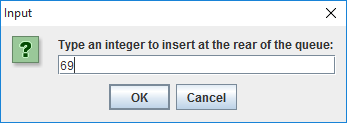 Input
Type an integer to insert at the rear of the queue:
69
OK Cancel